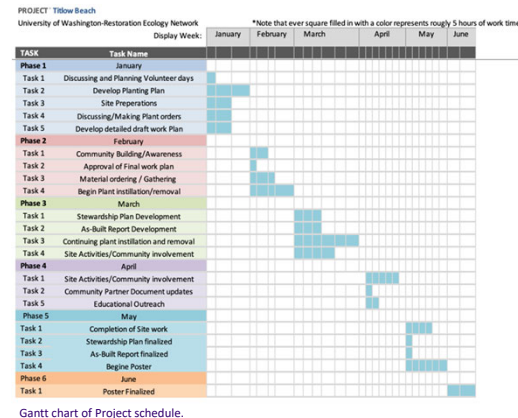 PROJECT Titlow Beach
University of Washington-Restoration Ecology Network
*Note that ever square filled in with a color represents rougly 5 hours of work time
Display Week: January February March April May June
TASK Task Name
Phase 1 January
Task 1 Discussing and Planning Volunteer days
Task 2 Develop Planting Plan
Task 3 Site Preperations
Task 4 Discussing/Making Plant orders
Task 5 Develop detailed draft work Plan
Phase 2 February
Task 1 Community Building/Awareness
Task 2 Approval of Final work plan
Task 3 Material ordering / Gathering
Task 4 Begin Plant instillation/removal
Phase 3 March
Task 1 Stewardship Plan Development
Task 2 As-Built Report Development
Task 3 Continuing plant instillation and removal
Task 4 Site Activities/Community involvement
Phase 4 April
Task 1 Site Activities/Community involvement
Task 2 Community Partner Document updates
Task 5 Educational Outreach
Phase 5 May
Task 1 Completion of Site work
Task 2 Stewardship Plan finalized
Task 3 As-Built Report finalized
Task 4 Begine Poster
Phase 6 June
Task 1 Poster Finalized
Gantt chart of Project schedule.